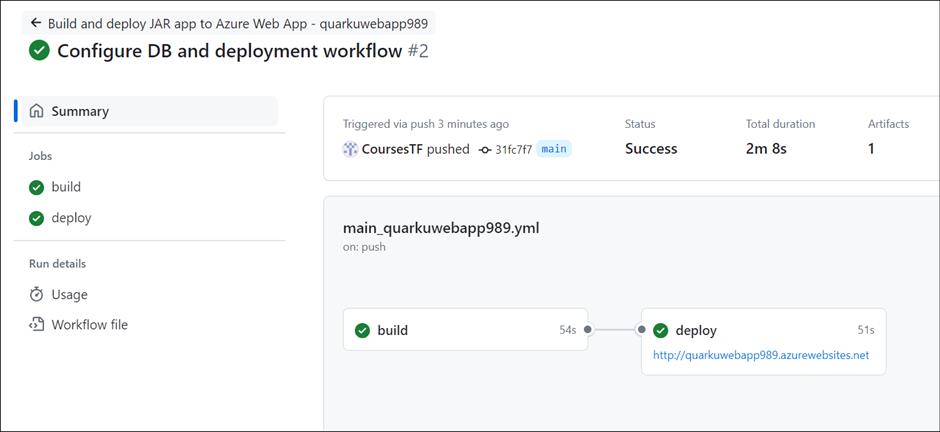 Build and deploy JAR app to Azure Web App - quarkuwebapp989
Configure DB and deployment workflow #2
Summary
Jobs
build
deploy
Run details
Usage
Workflow file
Triggered via push 3 minutes ago
CoursesTF pushed 31fc7f7 main
Status
Success
Total duration
2m 8s
Artifacts
1
main_quarkuwebapp989.yml
on: push
build 54s
deploy 51s
http://quarkuwebapp989.azurewebsites.net